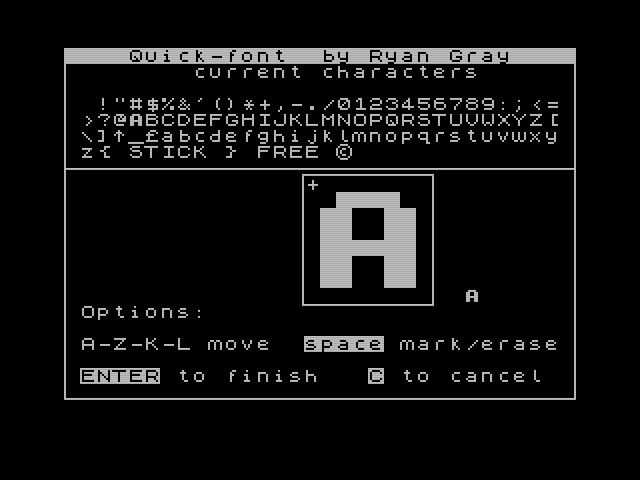 Quick-font by Ryan Gray
current characters
!"#$%&'()*+,-./0123456789:;<=
>?@ABCDEFGHIJKLMNOPQRSTUVWXYZ[
\]↑_£abcdefghijklmnopqrstuvwxy
z{ STICK } FREE ©
+
A
A
Options:
A-Z-K-L move space mark/erase
ENTER to finish C to cancel